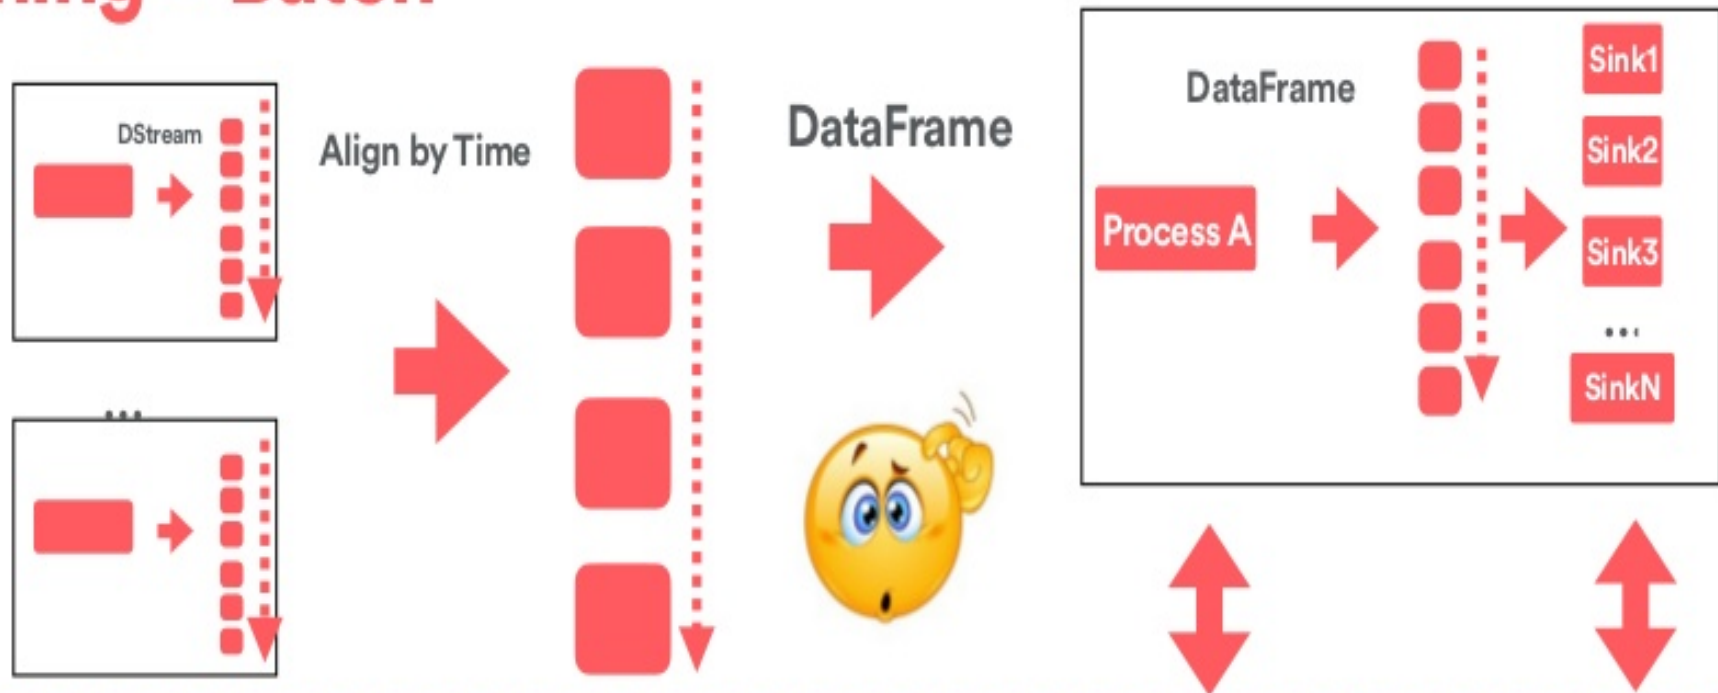 DStream
...
Align by Time
DataFrame
DataFrame
Process A
Sink1
Sink2
Sink3
...
SinkN